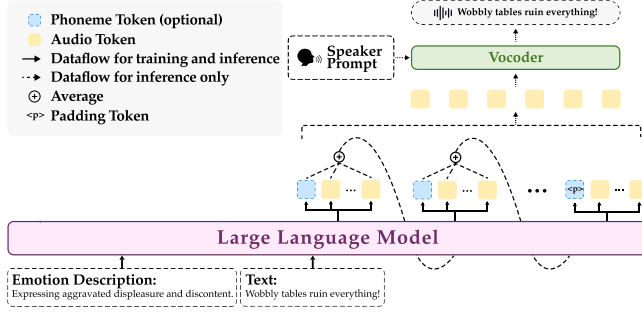 Phoneme Token (optional)
Audio Token
Dataflow for training and inference
Dataflow for inference only
Average
<p> Padding Token
Wobbly tables ruin everything!
Speaker
Prompt
Vocoder
...
...
...
<p>
...
Large Language Model
Emotion Description:
Expressing aggravated displeasure and discontent.
Text:
Wobbly tables ruin everything!